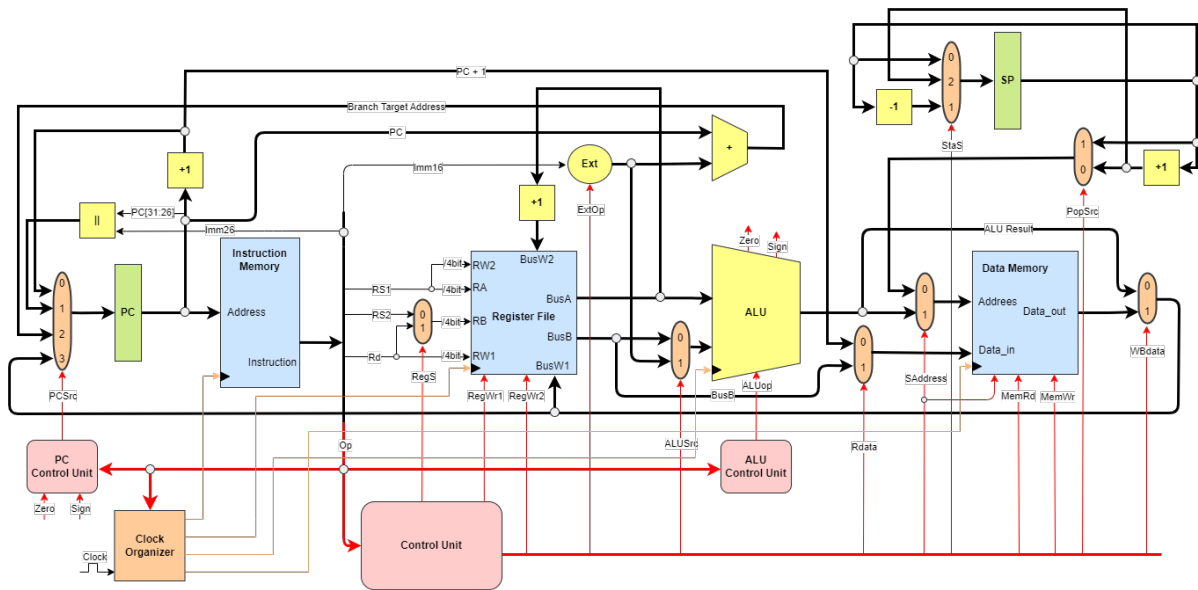 PC + 1
0
2
1
SP
-1
StaS
1
0
+1
PopSrc
Branch Target Address
PC
+
+1
Imm16
Ext
ExtOp
+1
PC[31:26]
||
Imm26
Zero
Sign
ALU Result
Instruction
Memory
Address
Instruction
BusW2
/4bit
RW2
RS1
/4bit
RA
BusA
RS2
0
1
/4bit
RB
Register File
BusB
Rd
/4bit
RW1
BusW1
RegS
RegWr1
RegWr2
0
1
2
3
PC
PCSrc
ALU
ALUop
0
1
ALUSrc
BusB
0
1
Rdata
0
1
SAddress
Data Memory
Addrees
Data_out
Data_in
MemRd
MemWr
0
1
WBdata
Op
PC
Control Unit
Zero
Sign
ALU
Control Unit
Clock
Clock
Organizer
Control Unit